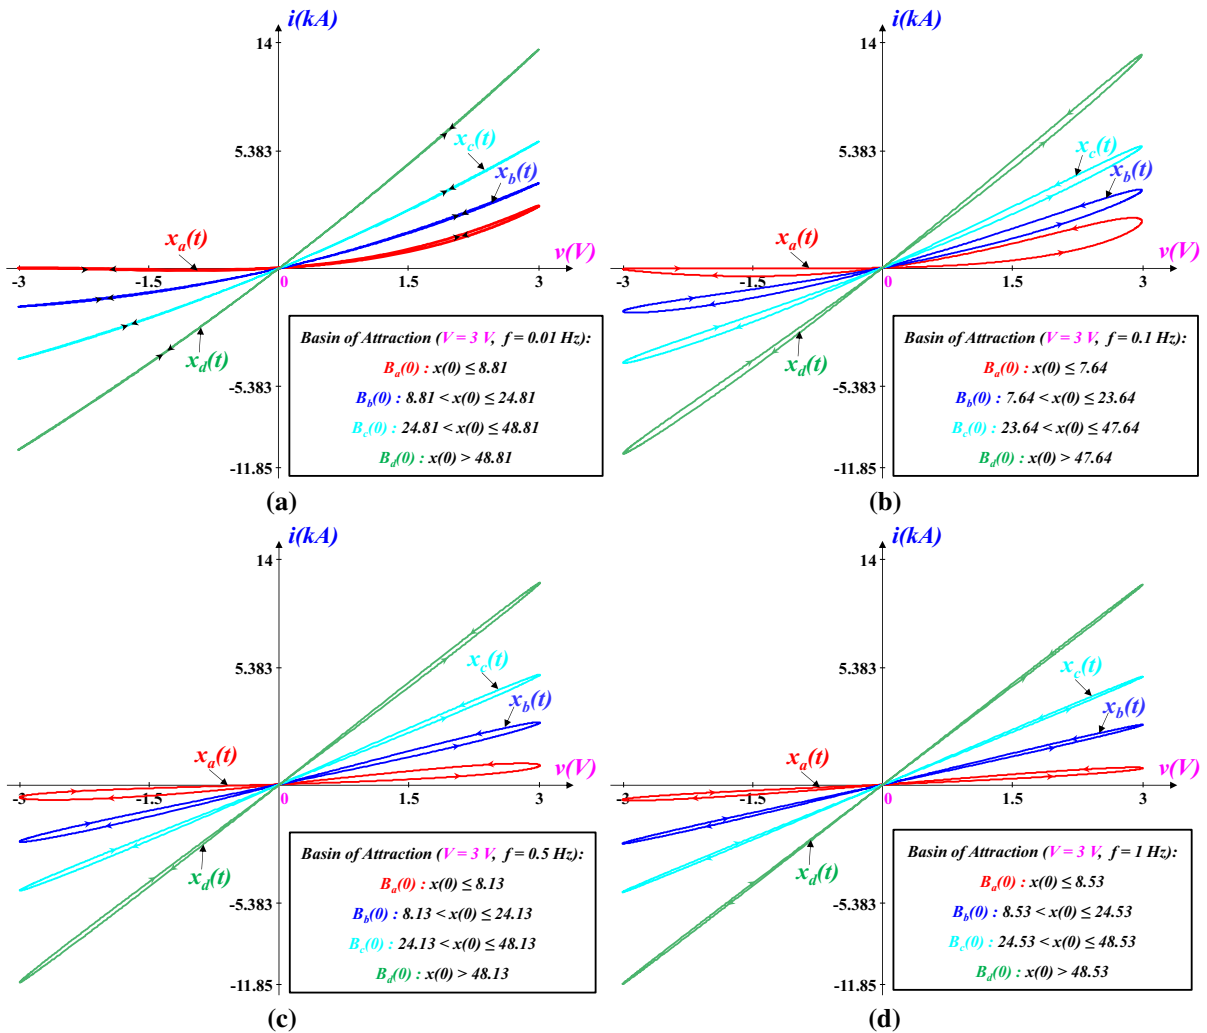 i(kA)
14
5.383
x_c(t)
x_b(t)
x_a(t)
v(V)
-3
-1.5
0
1.5
3
x_d(t)
-5.383
-11.85
Basin of Attraction (V = 3 V, f = 0.01 Hz):
B_a(0) : x(0) ≤ 8.81
B_b(0) : 8.81 < x(0) ≤ 24.81
B_c(0) : 24.81 < x(0) ≤ 48.81
B_d(0) : x(0) > 48.81
(a)
i(kA)
14
5.383
x_c(t)
x_b(t)
x_a(t)
v(V)
-3
-1.5
0
1.5
3
x_d(t)
-5.383
-11.85
Basin of Attraction (V = 3 V, f = 0.1 Hz):
B_a(0) : x(0) ≤ 7.64
B_b(0) : 7.64 < x(0) ≤ 23.64
B_c(0) : 23.64 < x(0) ≤ 47.64
B_d(0) : x(0) > 47.64
(b)
i(kA)
14
5.383
x_c(t)
x_b(t)
x_a(t)
v(V)
-3
-1.5
0
1.5
3
x_d(t)
-5.383
-11.85
Basin of Attraction (V = 3 V, f = 0.5 Hz):
B_a(0) : x(0) ≤ 8.13
B_b(0) : 8.13 < x(0) ≤ 24.13
B_c(0) : 24.13 < x(0) ≤ 48.13
B_d(0) : x(0) > 48.13
(c)
i(kA)
14
5.383
x_c(t)
x_b(t)
x_a(t)
v(V)
-3
-1.5
0
1.5
3
x_d(t)
-5.383
-11.85
Basin of Attraction (V = 3 V, f = 1 Hz):
B_a(0) : x(0) ≤ 8.53
B_b(0) : 8.53 < x(0) ≤ 24.53
B_c(0) : 24.53 < x(0) ≤ 48.53
B_d(0) : x(0) > 48.53
(d)